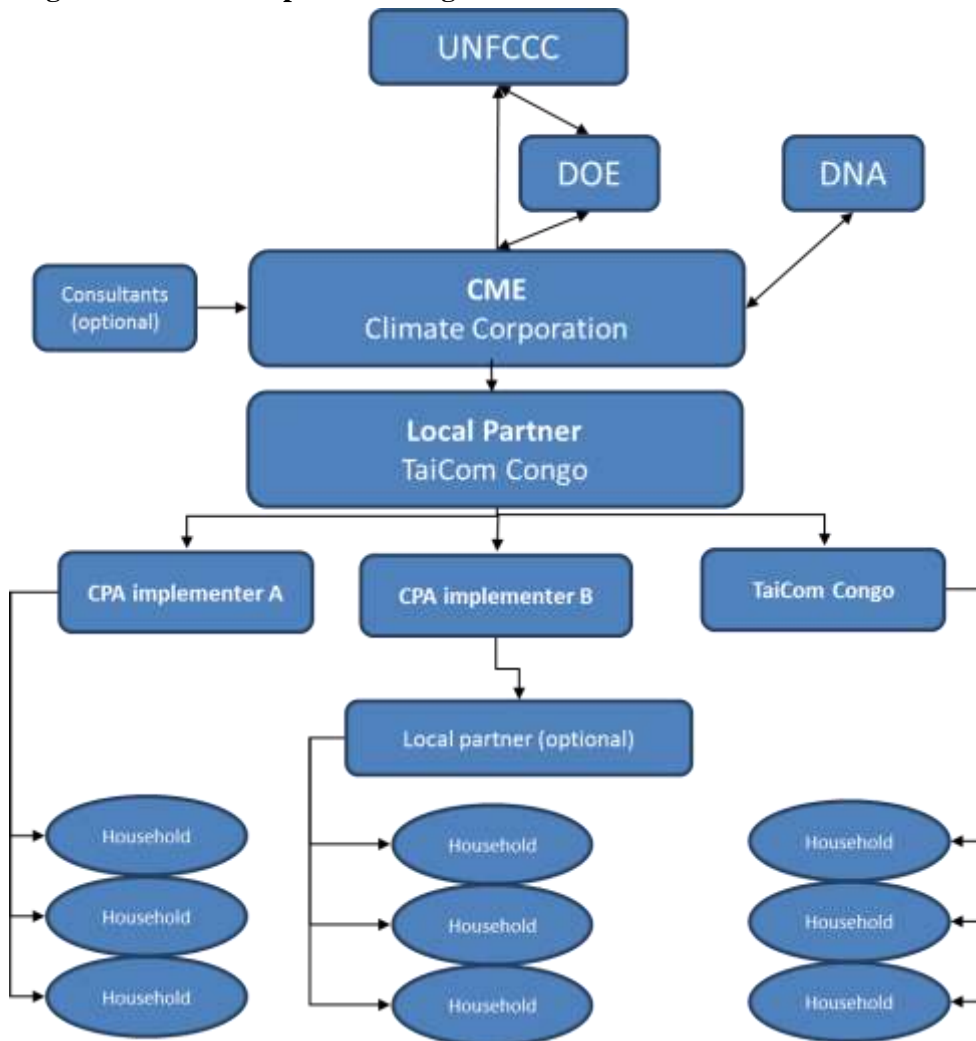 UNFCCC
DOE
DNA
Consultants
(optional)
CME
Climate Corporation
Local Partner
TaiCom Congo
CPA implementer A
CPA implementer B
TaiCom Congo
Local partner (optional)
Household
Household
Household
Household
Household
Household
Household
Household
Household